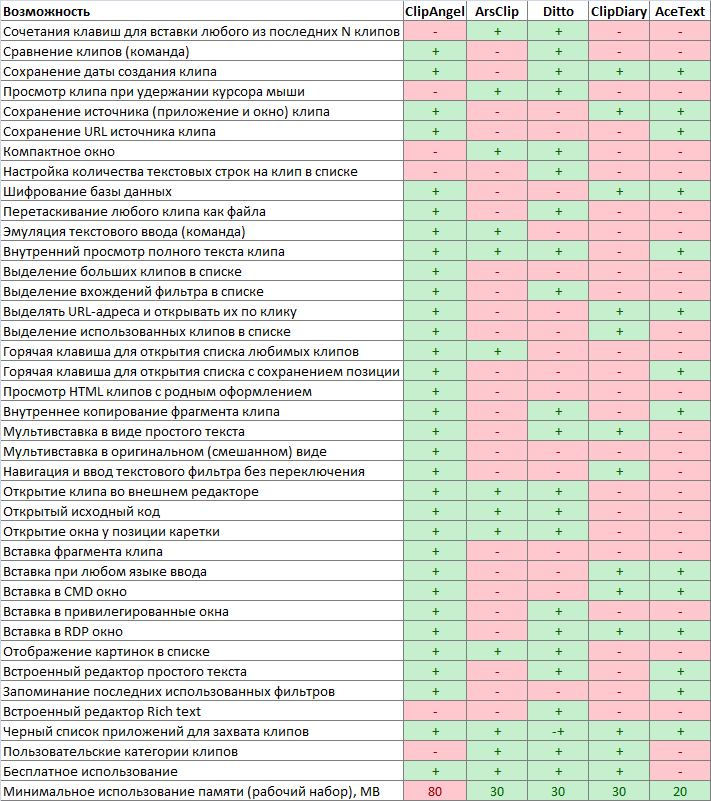 Возможность ClipAngel ArsClip Ditto ClipDiary AceText
Сочетания клавиш для вставки любого из последних N клипов - + + - -
Сравнение клипов (команда) + - + - -
Сохранение даты создания клипа + - + + +
Просмотр клипа при удержании курсора мыши - + + - -
Сохранение источника (приложение и окно) клипа + - - + +
Сохранение URL источника клипа + - - - +
Компактное окно - + + - -
Настройка количества текстовых строк на клип в списке - - + - -
Шифрование базы данных + - - + +
Перетаскивание любого клипа как файла + - + - -
Эмуляция текстового ввода (команда) + + - - -
Внутренний просмотр полного текста клипа + + + - +
Выделение больших клипов в списке + - - - -
Выделение вхождений фильтра в списке + - + - -
Выделять URL-адреса и открывать их по клику + - - + +
Выделение использованных клипов в списке + - - + -
Горячая клавиша для открытия списка любимых клипов + + - - -
Горячая клавиша для открытия списка с сохранением позиции + - - - +
Просмотр HTML клипов с родным оформлением + - - - -
Внутреннее копирование фрагмента клипа + - + - +
Мультивставка в виде простого текста + - + + -
Мультивставка в оригинальном (смешанном) виде + - - - -
Навигация и ввод текстового фильтра без переключения + - - + -
Открытие клипа во внешнем редакторе + + + - -
Открытый исходный код + + + - -
Открытие окна у позиции каретки + + + - -
Вставка фрагмента клипа + - - - -
Вставка при любом языке ввода + - - + +
Вставка в CMD окно + - - + +
Вставка в привилегированные окна + - + - -
Вставка в RDP окно + - + + +
Отображение картинок в списке + + + - -
Встроенный редактор простого текста + - + - +
Запоминание последних использованных фильтров + - - - +
Встроенный редактор Rich text - - + - -
Черный список приложений для захвата клипов + + -+ + +
Пользовательские категории клипов - + + + -
Бесплатное использование + + + + -
Минимальное использование памяти (рабочий набор), МВ 80 30 30 30 20